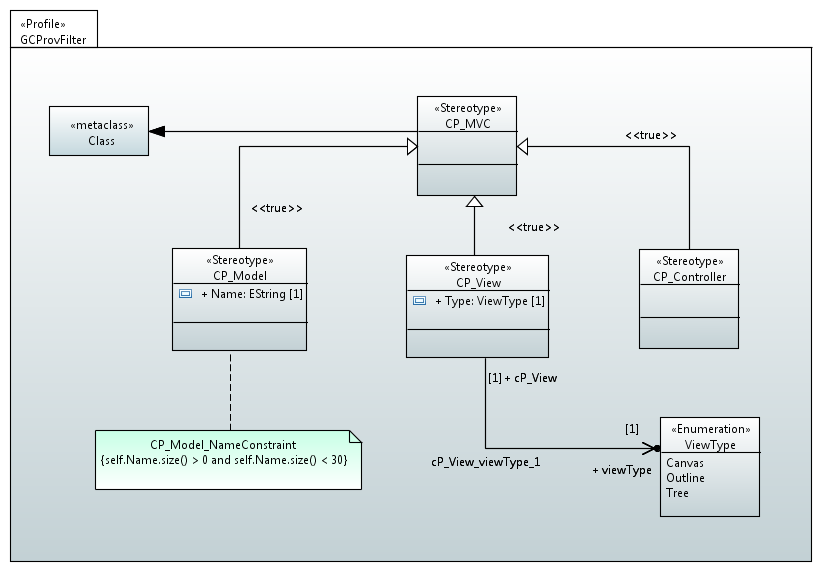 «Profile»
GCProvFilter
«metaclass»
Class
«Stereotype»
CP_MVC
<<true>>
<<true>>
<<true>>
«Stereotype»
CP_Model
+ Name: EString [1]
«Stereotype»
CP_View
+ Type: ViewType [1]
«Stereotype»
CP_Controller
[1] + cP_View
CP_Model_NameConstraint
{self.Name.size() > 0 and self.Name.size() < 30}
cP_View_viewType_1
[1]
+ viewType
«Enumeration»
ViewType
Canvas
Outline
Tree